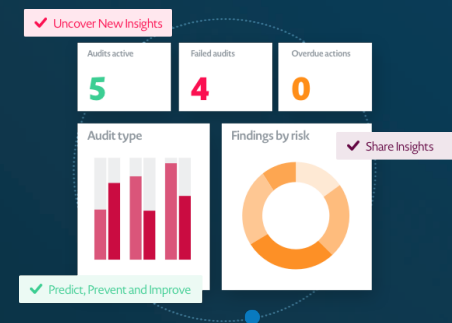 Uncover New Insights
Audits active
Failed audits
Overdue actions
5
4
0
Audit type
Findings by risk
Share Insights
Predict, Prevent and Improve